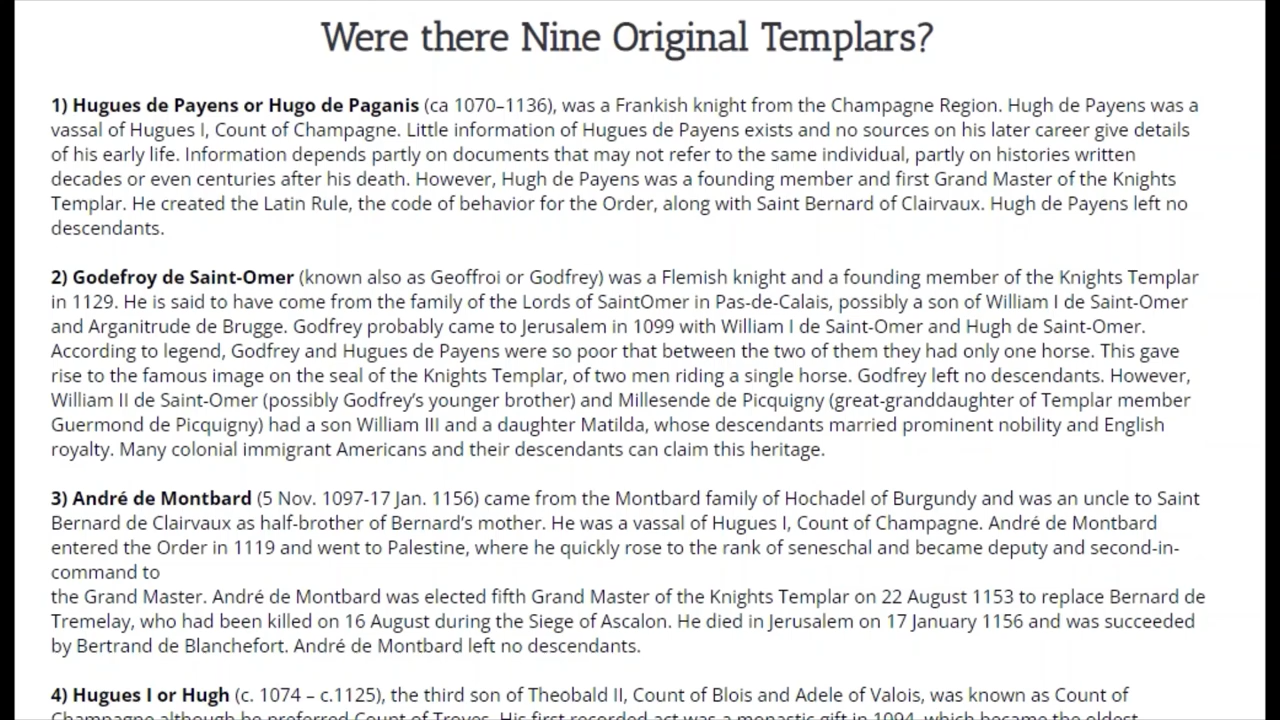 Were there Nine Original Templars?
1) Hugues de Payens or Hugo de Paganis (ca 1070–1136), was a Frankish knight from the Champagne Region. Hugh de Payens was a
vassal of Hugues I, Count of Champagne. Little information of Hugues de Payens exists and no sources on his later career give details
of his early life. Information depends partly on documents that may not refer to the same individual, partly on histories written
decades or even centuries after his death. However, Hugh de Payens was a founding member and first Grand Master of the Knights
Templar. He created the Latin Rule, the code of behavior for the Order, along with Saint Bernard of Clairvaux. Hugh de Payens left no
descendants.
2) Godefroy de Saint-Omer (known also as Geoffroi or Godfrey) was a Flemish knight and a founding member of the Knights Templar
in 1129. He is said to have come from the family of the Lords of SaintOmer in Pas-de-Calais, possibly a son of William I de Saint-Omer
and Arganitrude de Brugge. Godfrey probably came to Jerusalem in 1099 with William I de Saint-Omer and Hugh de Saint-Omer.
According to legend, Godfrey and Hugues de Payens were so poor that between the two of them they had only one horse. This gave
rise to the famous image on the seal of the Knights Templar, of two men riding a single horse. Godfrey left no descendants. However,
William II de Saint-Omer (possibly Godfrey's younger brother) and Millesende de Picquigny (great-granddaughter of Templar member
Guermond de Picquigny) had a son William III and a daughter Matilda, whose descendants married prominent nobility and English
royalty. Many colonial immigrant Americans and their descendants can claim this heritage.
3) André de Montbard (5 Nov. 1097-17 Jan. 1156) came from the Montbard family of Hochadel of Burgundy and was an uncle to Saint
Bernard de Clairvaux as half-brother of Bernard's mother. He was a vassal of Hugues I, Count of Champagne. André de Montbard
entered the Order in 1119 and went to Palestine, where he quickly rose to the rank of seneschal and became deputy and second-in-
command to
the Grand Master. André de Montbard was elected fifth Grand Master of the Knights Templar on 22 August 1153 to replace Bernard de
Tremelay, who had been killed on 16 August during the Siege of Ascalon. He died in Jerusalem on 17 January 1156 and was succeeded
by Bertrand de Blanchefort. André de Montbard left no descendants.
4) Hugues I or Hugh (c. 1074 – c.1125), the third son of Theobald II, Count of Blois and Adele of Valois, was known as Count of
Champagne although he preferred Count of Troyes. His first recorded act was a monastic gift in 1094, which became the oldest